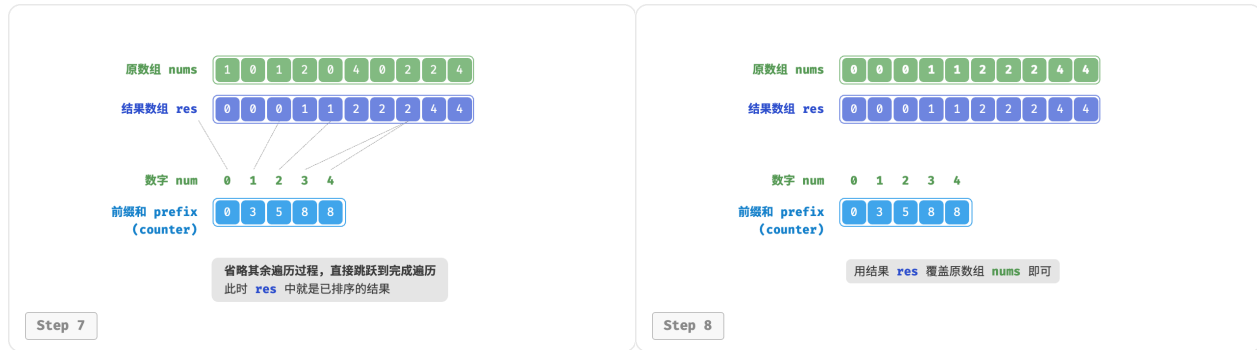 原数组 nums 1 0 1 2 0 4 0 2 2 4
结果数组 res 0 0 0 1 1 2 2 2 4 4
数字 num 0 1 2 3 4
前缀和 prefix 0 3 5 8 8
(counter)
省略其余遍历过程，直接跳跃到完成遍历
此时 res 中就是已排序的结果
Step 7
原数组 nums 0 0 0 1 1 2 2 2 4 4
结果数组 res 0 0 0 1 1 2 2 2 4 4
数字 num 0 1 2 3 4
前缀和 prefix 0 3 5 8 8
(counter)
用结果 res 覆盖原数组 nums 即可
Step 8